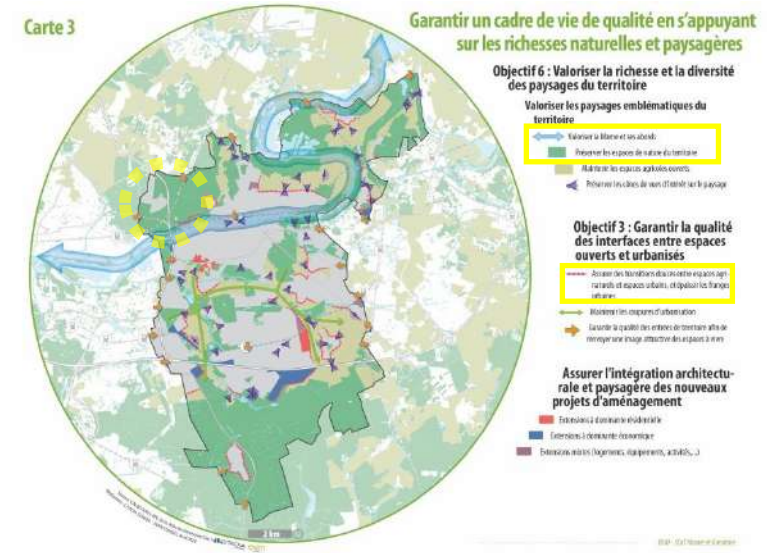 Carte 3
Garantir un cadre de vie de qualité en s'appuyant
sur les richesses naturelles et paysagères
Objectif 6 : Valoriser la richesse et la diversité
des paysages du territoire
Valoriser les paysages emblématiques du
territoire
Valoriser la Marne et ses abords
Préserver les espaces de nature du territoire
Maintenir les espaces agricoles ouverts
Préserver les cônes de vues d'intérêt sur le paysage
Objectif 3 : Garantir la qualité
des interfaces entre espaces
ouverts et urbanisés
Assurer des transitions douces entre espaces agri-
naturels et espaces urbains, et épaissir les franges
urbaines
Maintenir les coupures d'urbanisation
Garantir la qualité des entrées de territoire afin de
renvoyer une image attractive des espaces à vivre
Assurer l'intégration architectu-
rale et paysagère des nouveaux
projets d'aménagement
Extensions à dominante résidentielle
Extensions à dominante économique
Extensions mixtes (logements, équipements, activités,...)
2 km